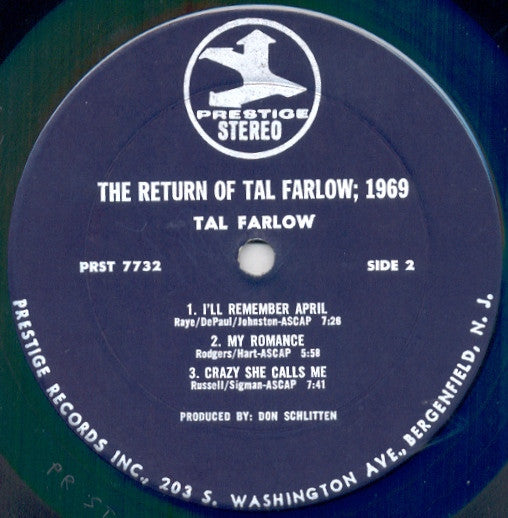 PRESTIGE
STEREO
THE RETURN OF TAL FARLOW; 1969
TAL FARLOW
PRST 7732 SIDE 2
1. I'LL REMEMBER APRIL
Raye/DePaul/Johnston-ASCAP 7:26
2. MY ROMANCE
Rodgers/Hart-ASCAP 5:58
3. CRAZY SHE CALLS ME
Russell/Sigman-ASCAP 7:41
PRODUCED BY: DON SCHLITTEN
PRESTIGE RECORDS INC., 203 S. WASHINGTON AVE., BERGENFIELD, N. J.